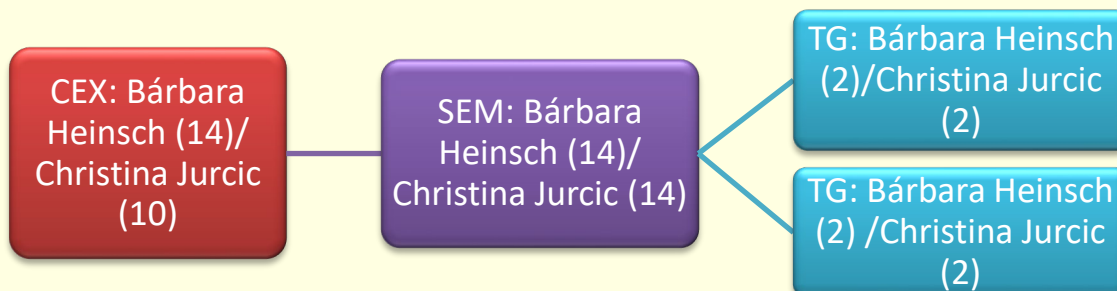 CEX: Bárbara
Heinsch (14)/
Christina Jurcic
(10)
SEM: Bárbara
Heinsch (14)/
Christina Jurcic (14)
TG: Bárbara Heinsch
(2)/Christina Jurcic
(2)
TG: Bárbara Heinsch
(2) /Christina Jurcic
(2)